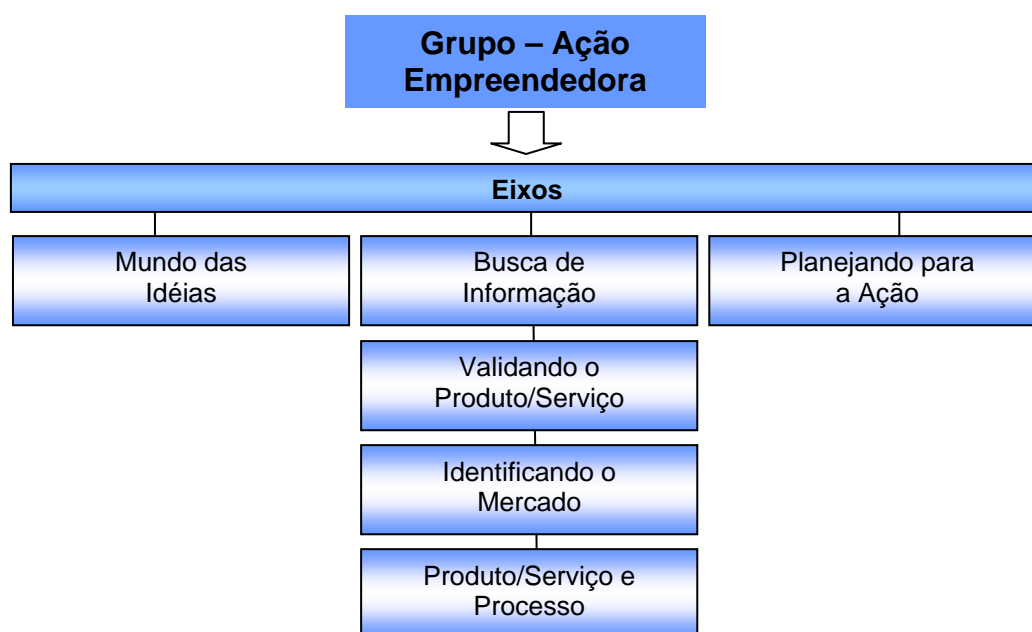 Grupo – Ação
Empreendedora
Eixos
Mundo das
Idéias
Busca de
Informação
Planejando para
a Ação
Validando o
Produto/Serviço
Identificando o
Mercado
Produto/Serviço e
Processo